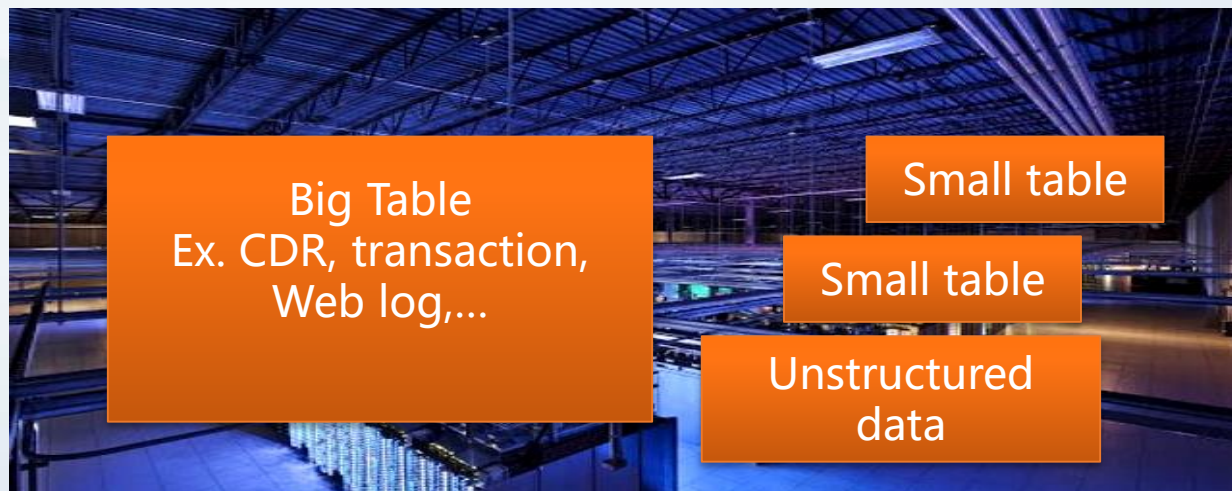 Big Table
Ex. CDR, transaction,
Web log,...
Small table
Small table
Unstructured
data